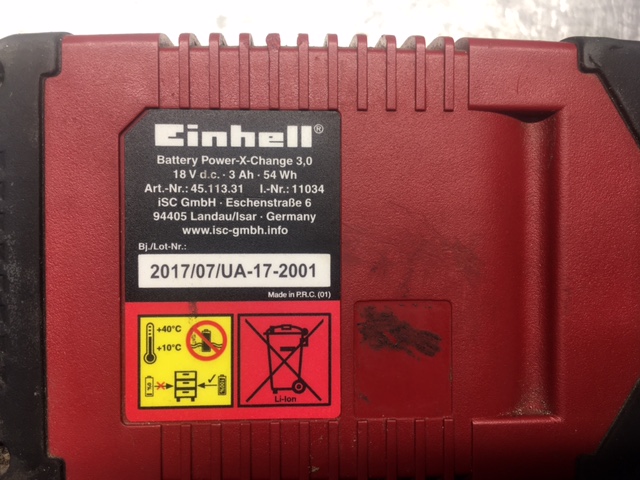 Einhell®
Battery Power-X-Change 3,0
18 V d.c. · 3 Ah · 54 Wh
Art.-Nr.: 45.113.31 I.-Nr.: 11034
iSC GmbH · Eschenstraße 6
94405 Landau/Isar · Germany
www.isc-gmbh.info
Bj./Lot-Nr.:
2017/07/UA-17-2001
Made in P.R.C. (01)
+40°C
+10°C
Li-Ion